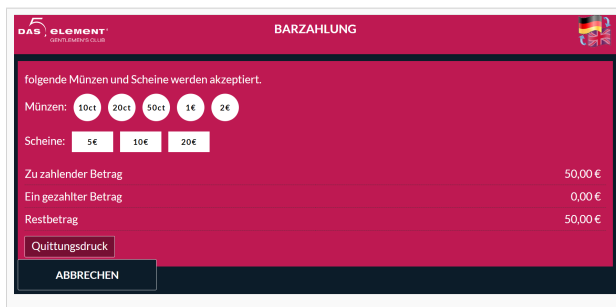 DAS 5. ELEMENT
GENTLEMEN'S CLUB
BARZAHLUNG
folgende Münzen und Scheine werden akzeptiert.
Münzen: 10ct 20ct 50ct 1€ 2€
Scheine: 5€ 10€ 20€
Zu zahlender Betrag 50,00 €
Ein gezahlter Betrag 0,00 €
Restbetrag 50,00 €
Quittungsdruck
ABBRECHEN